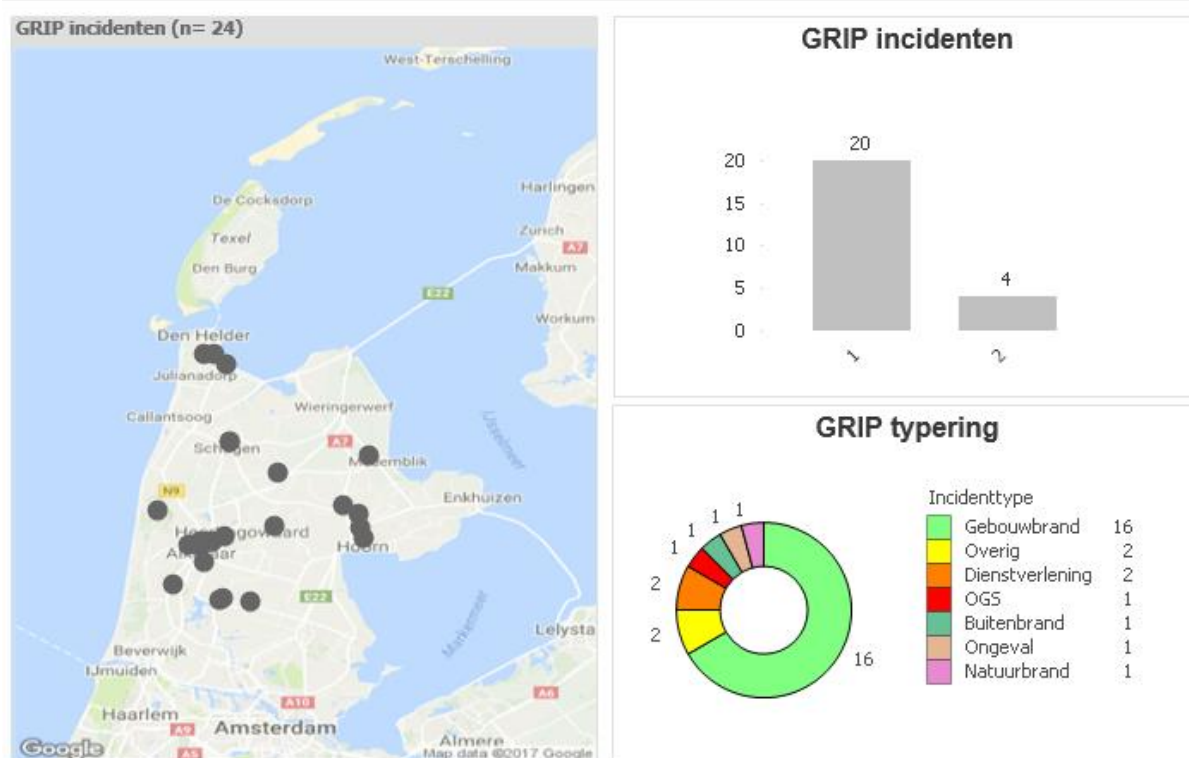 GRIP incidenten (n= 24)
West-Terschelling
Harlingen
De Cocksdorp
Texel
Zurich
A7
Den Burg
Makkum
E22
Workum
Den Helder
Julianadorp
Callantsoog
Wieringerwerf
IJsselmeer
A7
N9
Enkhuizen
Hoorn
E22
Markermeer
Lelysta
Beverwijk
IJmuiden
A6
A10
Haarlem
A9
Amsterdam
Almere
A5
Google
Map data ©2017 Google
GRIP incidenten
20
20
15
10
5
4
0
1
2
GRIP typering
1
1
1
1
2
2
16
Incidenttype
Gebouwbrand 16
Overig 2
Dienstverlening 2
OGS 1
Buitenbrand 1
Ongeval 1
Natuurbrand 1